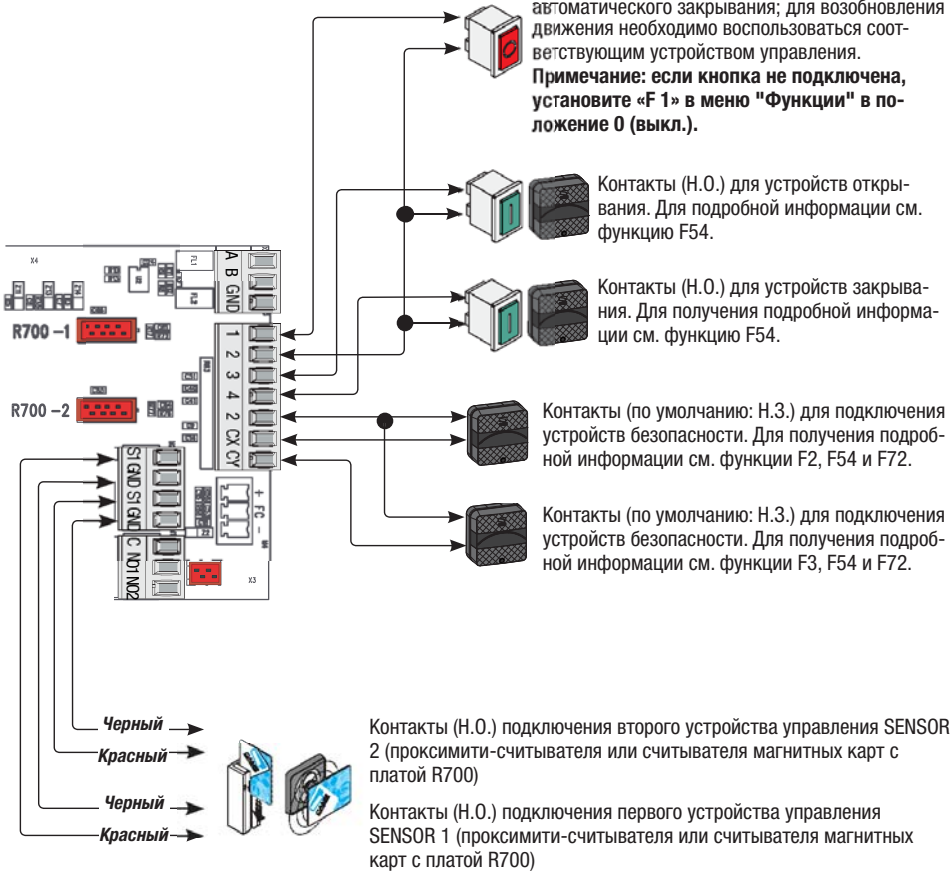 автоматического закрывания; для возобновления
движения необходимо воспользоваться соот-
ветствующим устройством управления.
Примечание: если кнопка не подключена,
установите «F 1» в меню "Функции" в по-
ложение 0 (выкл.).
Контакты (Н.О.) для устройств откры-
вания. Для подробной информации см.
функцию F54.
Контакты (Н.О.) для устройств закрыва-
ния. Для получения подробной информа-
ции см. функцию F54.
X4
FL1
A B GND
R700 –1
1 2 3 4 2 CX CY
R700 –2
Контакты (по умолчанию: Н.З.) для подключения
устройств безопасности. Для получения подроб-
ной информации см. функции F2, F54 и F72.
S1 GND S1 GND
+ FC -
C NO1 NO2
X3
Контакты (по умолчанию: Н.З.) для подключения
устройств безопасности. Для получения подроб-
ной информации см. функции F3, F54 и F72.
Черный
Красный
Черный
Красный
Контакты (Н.О.) подключения второго устройства управления SENSOR
2 (проксимити-считывателя или считывателя магнитных карт с
платой R700)
Контакты (Н.О.) подключения первого устройства управления
SENSOR 1 (проксимити-считывателя или считывателя магнитных
карт с платой R700)